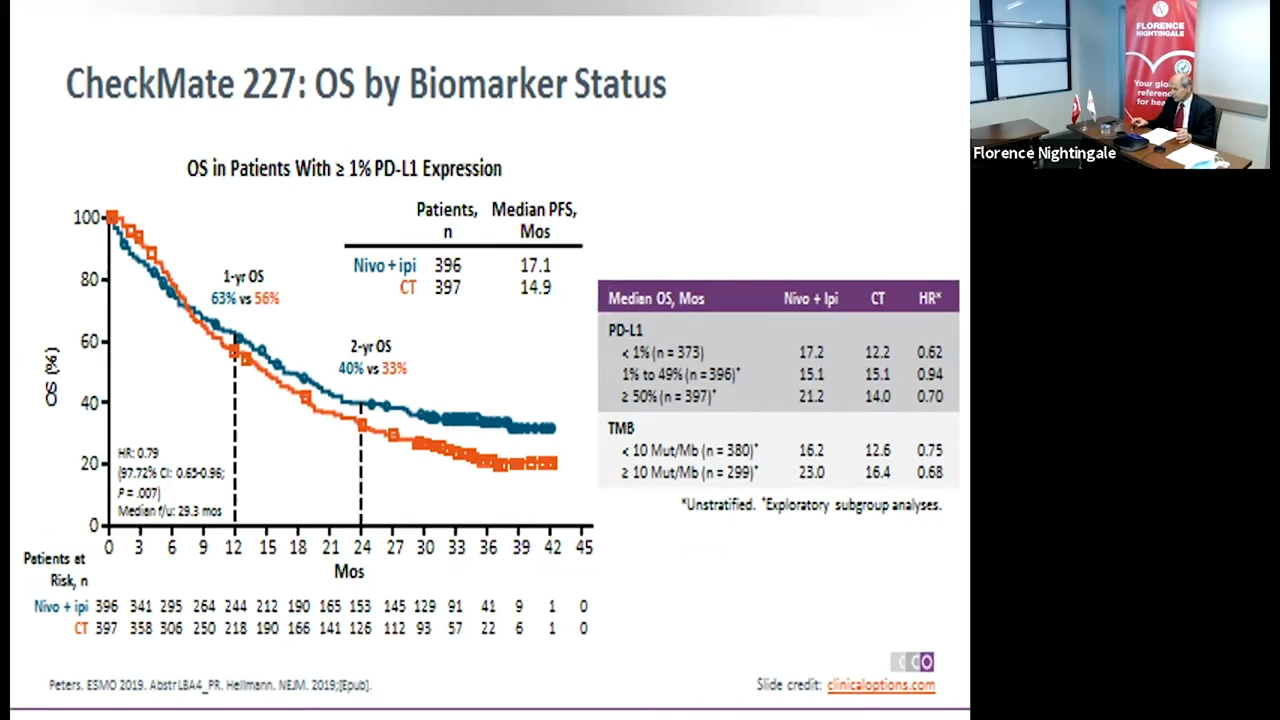 CheckMate 227: OS by Biomarker Status
OS in Patients With ≥ 1% PD-L1 Expression
Patients, n Median PFS, Mos
Nivo + ipi 396 17.1
CT 397 14.9
1-yr OS
63% vs 56%
2-yr OS
40% vs 33%
OS (%)
100
80
60
40
20
0
HR: 0.79
(97.72% CI: 0.65-0.96;
P = .007)
Median f/u: 29.3 mos
0 3 6 9 12 15 18 21 24 27 30 33 36 39 42 45
Mos
Patients at
Risk, n
Nivo + ipi 396 341 295 264 244 212 190 165 153 145 129 91 41 9 1 0
CT 397 358 306 250 218 190 166 141 126 112 93 57 22 6 1 0
Median OS, Mos Nivo + Ipi CT HR*
PD-L1
< 1% (n = 373) 17.2 12.2 0.62
1% to 49% (n = 396)⁺ 15.1 15.1 0.94
≥ 50% (n = 397)⁺ 21.2 14.0 0.70
TMB
< 10 Mut/Mb (n = 380)⁺ 16.2 12.6 0.75
≥ 10 Mut/Mb (n = 299)⁺ 23.0 16.4 0.68
*Unstratified. ⁺Exploratory subgroup analyses.
Peters. ESMO 2019. Abstr LBA4_PR. Hellmann. NEJM. 2019;[Epub].
CCO
Slide credit: clinicaloptions.com
FLORENCE
NIGHTINGALE
Your
for
Florence Nightingale